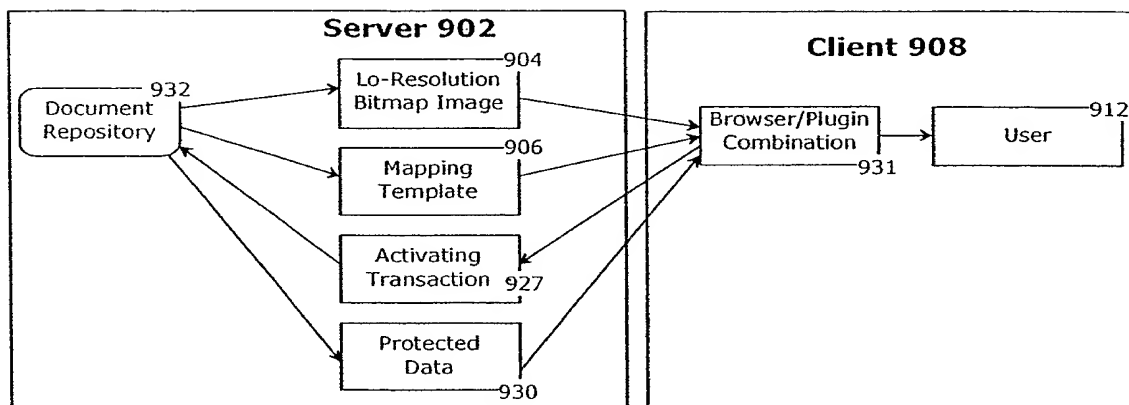 Server 902
Client 908
932
Document
Repository
904
Lo-Resolution
Bitmap Image
906
Mapping
Template
Activating
Transaction
927
Protected
Data
930
Browser/Plugin
Combination
931
912
User